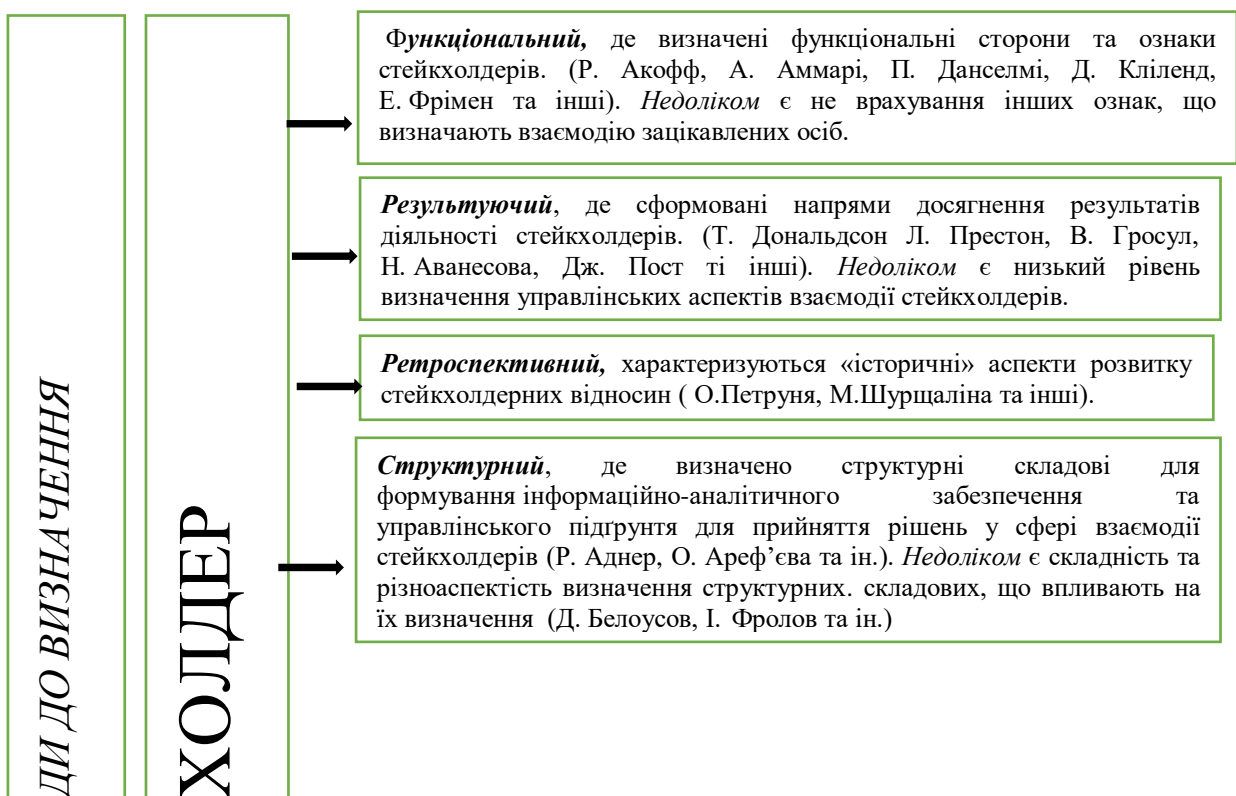 ДИ ДО ВИЗНАЧЕННЯ
ХОЛДЕР
Функціональний, де визначені функціональні сторони та ознаки
стейкхолдерів. (Р. Акофф, А. Аммарі, П. Данселмі, Д. Кліленд,
Е. Фрімен та інші). Недоліком є не врахування інших ознак, що
визначають взаємодію зацікавлених осіб.
Результуючий, де сформовані напрями досягнення результатів
діяльності стейкхолдерів. (Т. Дональдсон Л. Престон, В. Гросул,
Н. Аванесова, Дж. Пост ті інші). Недоліком є низький рівень
визначення управлінських аспектів взаємодії стейкхолдерів.
Ретроспективний, характеризуються «історичні» аспекти розвитку
стейкхолдерних відносин ( О.Петруня, М.Шурщаліна та інші).
Структурний, де визначено структурні складові для
формування інформаційно-аналітичного забезпечення та
управлінського підґрунтя для прийняття рішень у сфері взаємодії
стейкхолдерів (Р. Аднер, О. Ареф’єва та ін.). Недоліком є складність та
різноаспектість визначення структурних. складових, що впливають на
їх визначення (Д. Белоусов, І. Фролов та ін.)